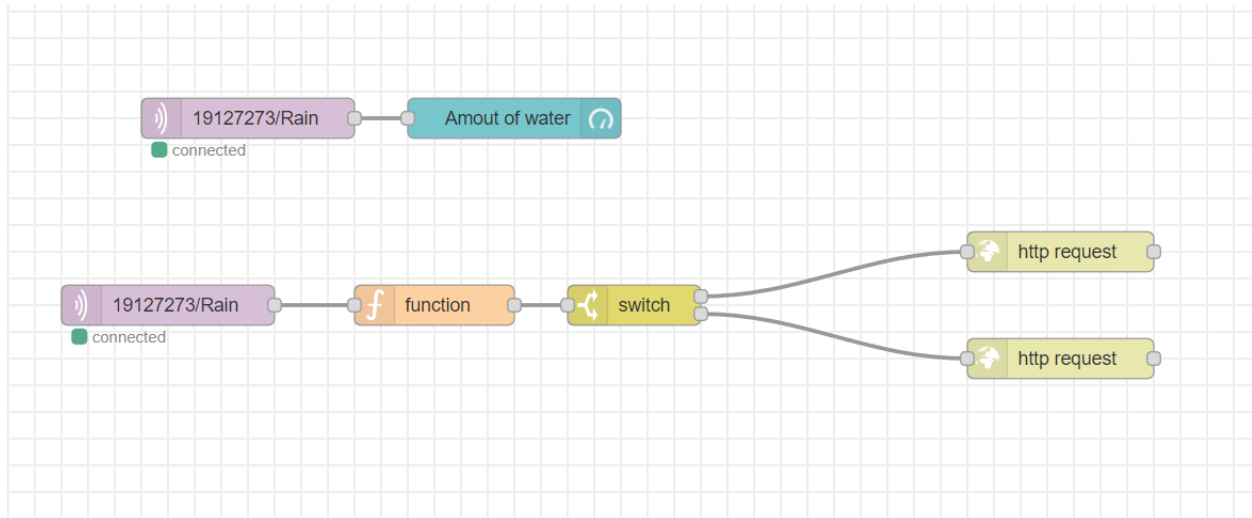 19127273/Rain
Amout of water
connected
http request
19127273/Rain
function
switch
connected
http request